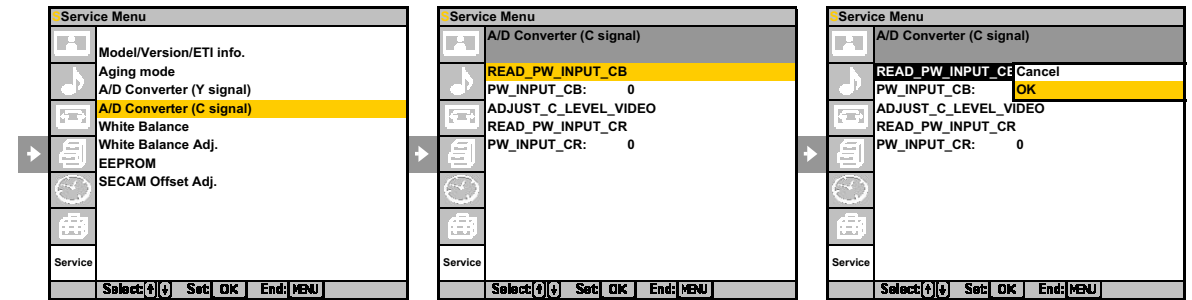 Service Menu
Model/Version/ETI info.
Aging mode
A/D Converter (Y signal)
A/D Converter (C signal)
White Balance
White Balance Adj.
EEPROM
SECAM Offset Adj.
Service
Select: Set: OK End: MENU
Service Menu
A/D Converter (C signal)
READ_PW_INPUT_CB
PW_INPUT_CB: 0
ADJUST_C_LEVEL_VIDEO
READ_PW_INPUT_CR
PW_INPUT_CR: 0
Service
Select: Set: OK End: MENU
Service Menu
A/D Converter (C signal)
READ_PW_INPUT_CB Cancel
PW_INPUT_CB: OK
ADJUST_C_LEVEL_VIDEO
READ_PW_INPUT_CR
PW_INPUT_CR: 0
Service
Select: Set: OK End: MENU